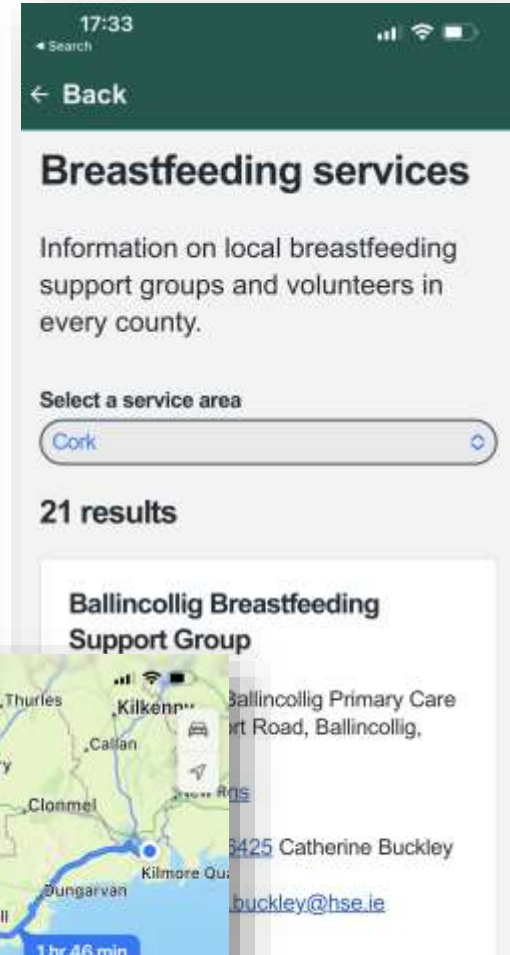 17:33
Search
Back
Breastfeeding services
Information on local breastfeeding
support groups and volunteers in
every county.
Select a service area
Cork
21 results
Ballincollig Breastfeeding
Support Group
Ballincollig Primary Care
Road, Ballincollig,
Catherine Buckley
.buckley@hse.ie
Thurles
Kilkenny
Callan
Clonmel
Kilmore
Dungarvan
1 hr 46 min